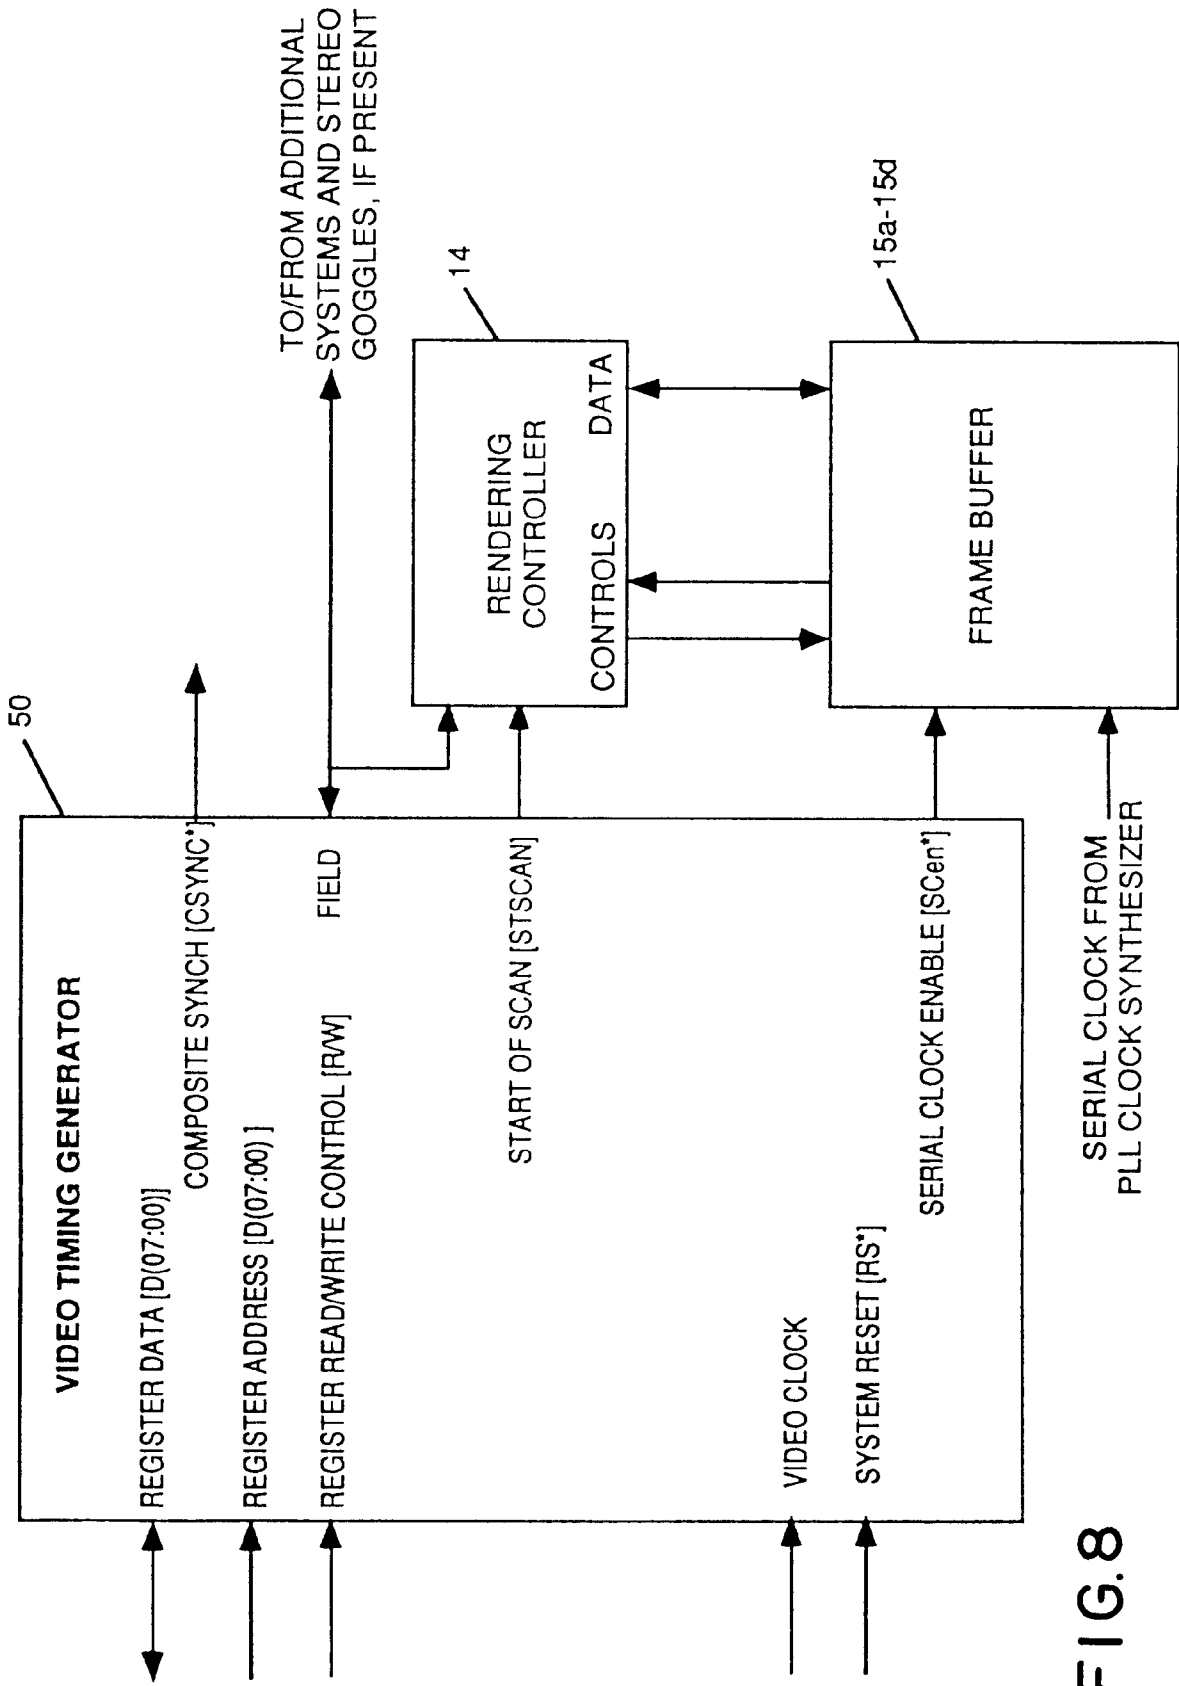 50
VIDEO TIMING GENERATOR
REGISTER DATA [D(07:00)]
COMPOSITE SYNCH [CSYNC*]
REGISTER ADDRESS [D(07:00) ]
REGISTER READ/WRITE CONTROL [R/W]
FIELD
TO/FROM ADDITIONAL
SYSTEMS AND STEREO
GOGGLES, IF PRESENT
START OF SCAN [STSCAN]
14
RENDERING
CONTROLLER
CONTROLS
DATA
VIDEO CLOCK
SYSTEM RESET [RS*]
SERIAL CLOCK ENABLE [SCen*]
15a-15d
FRAME BUFFER
SERIAL CLOCK FROM
PLL CLOCK SYNTHESIZER
FIG.8